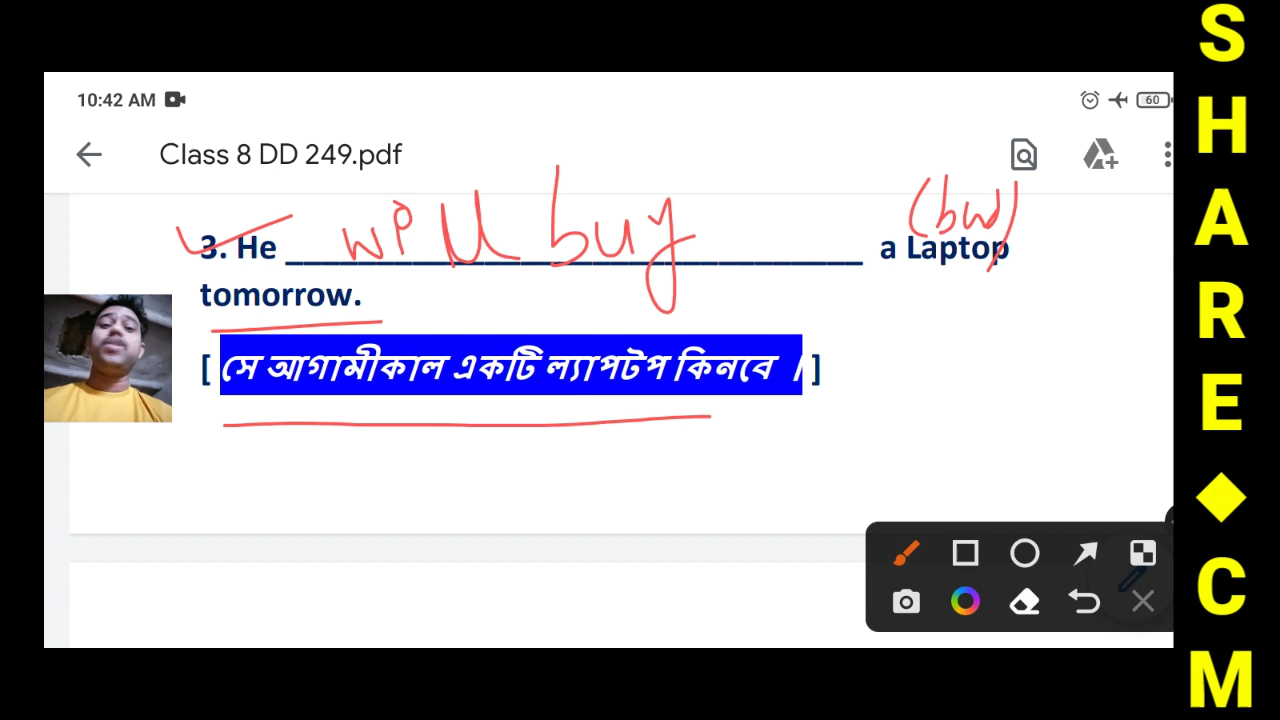 10:42 AM
60
Class 8 DD 249.pdf
will buy
3. He ________________________________ a Laptop
tomorrow.
[ সে আগামীকাল একটি ল্যাপটপ কিনবে । ]
SHARE◆CM